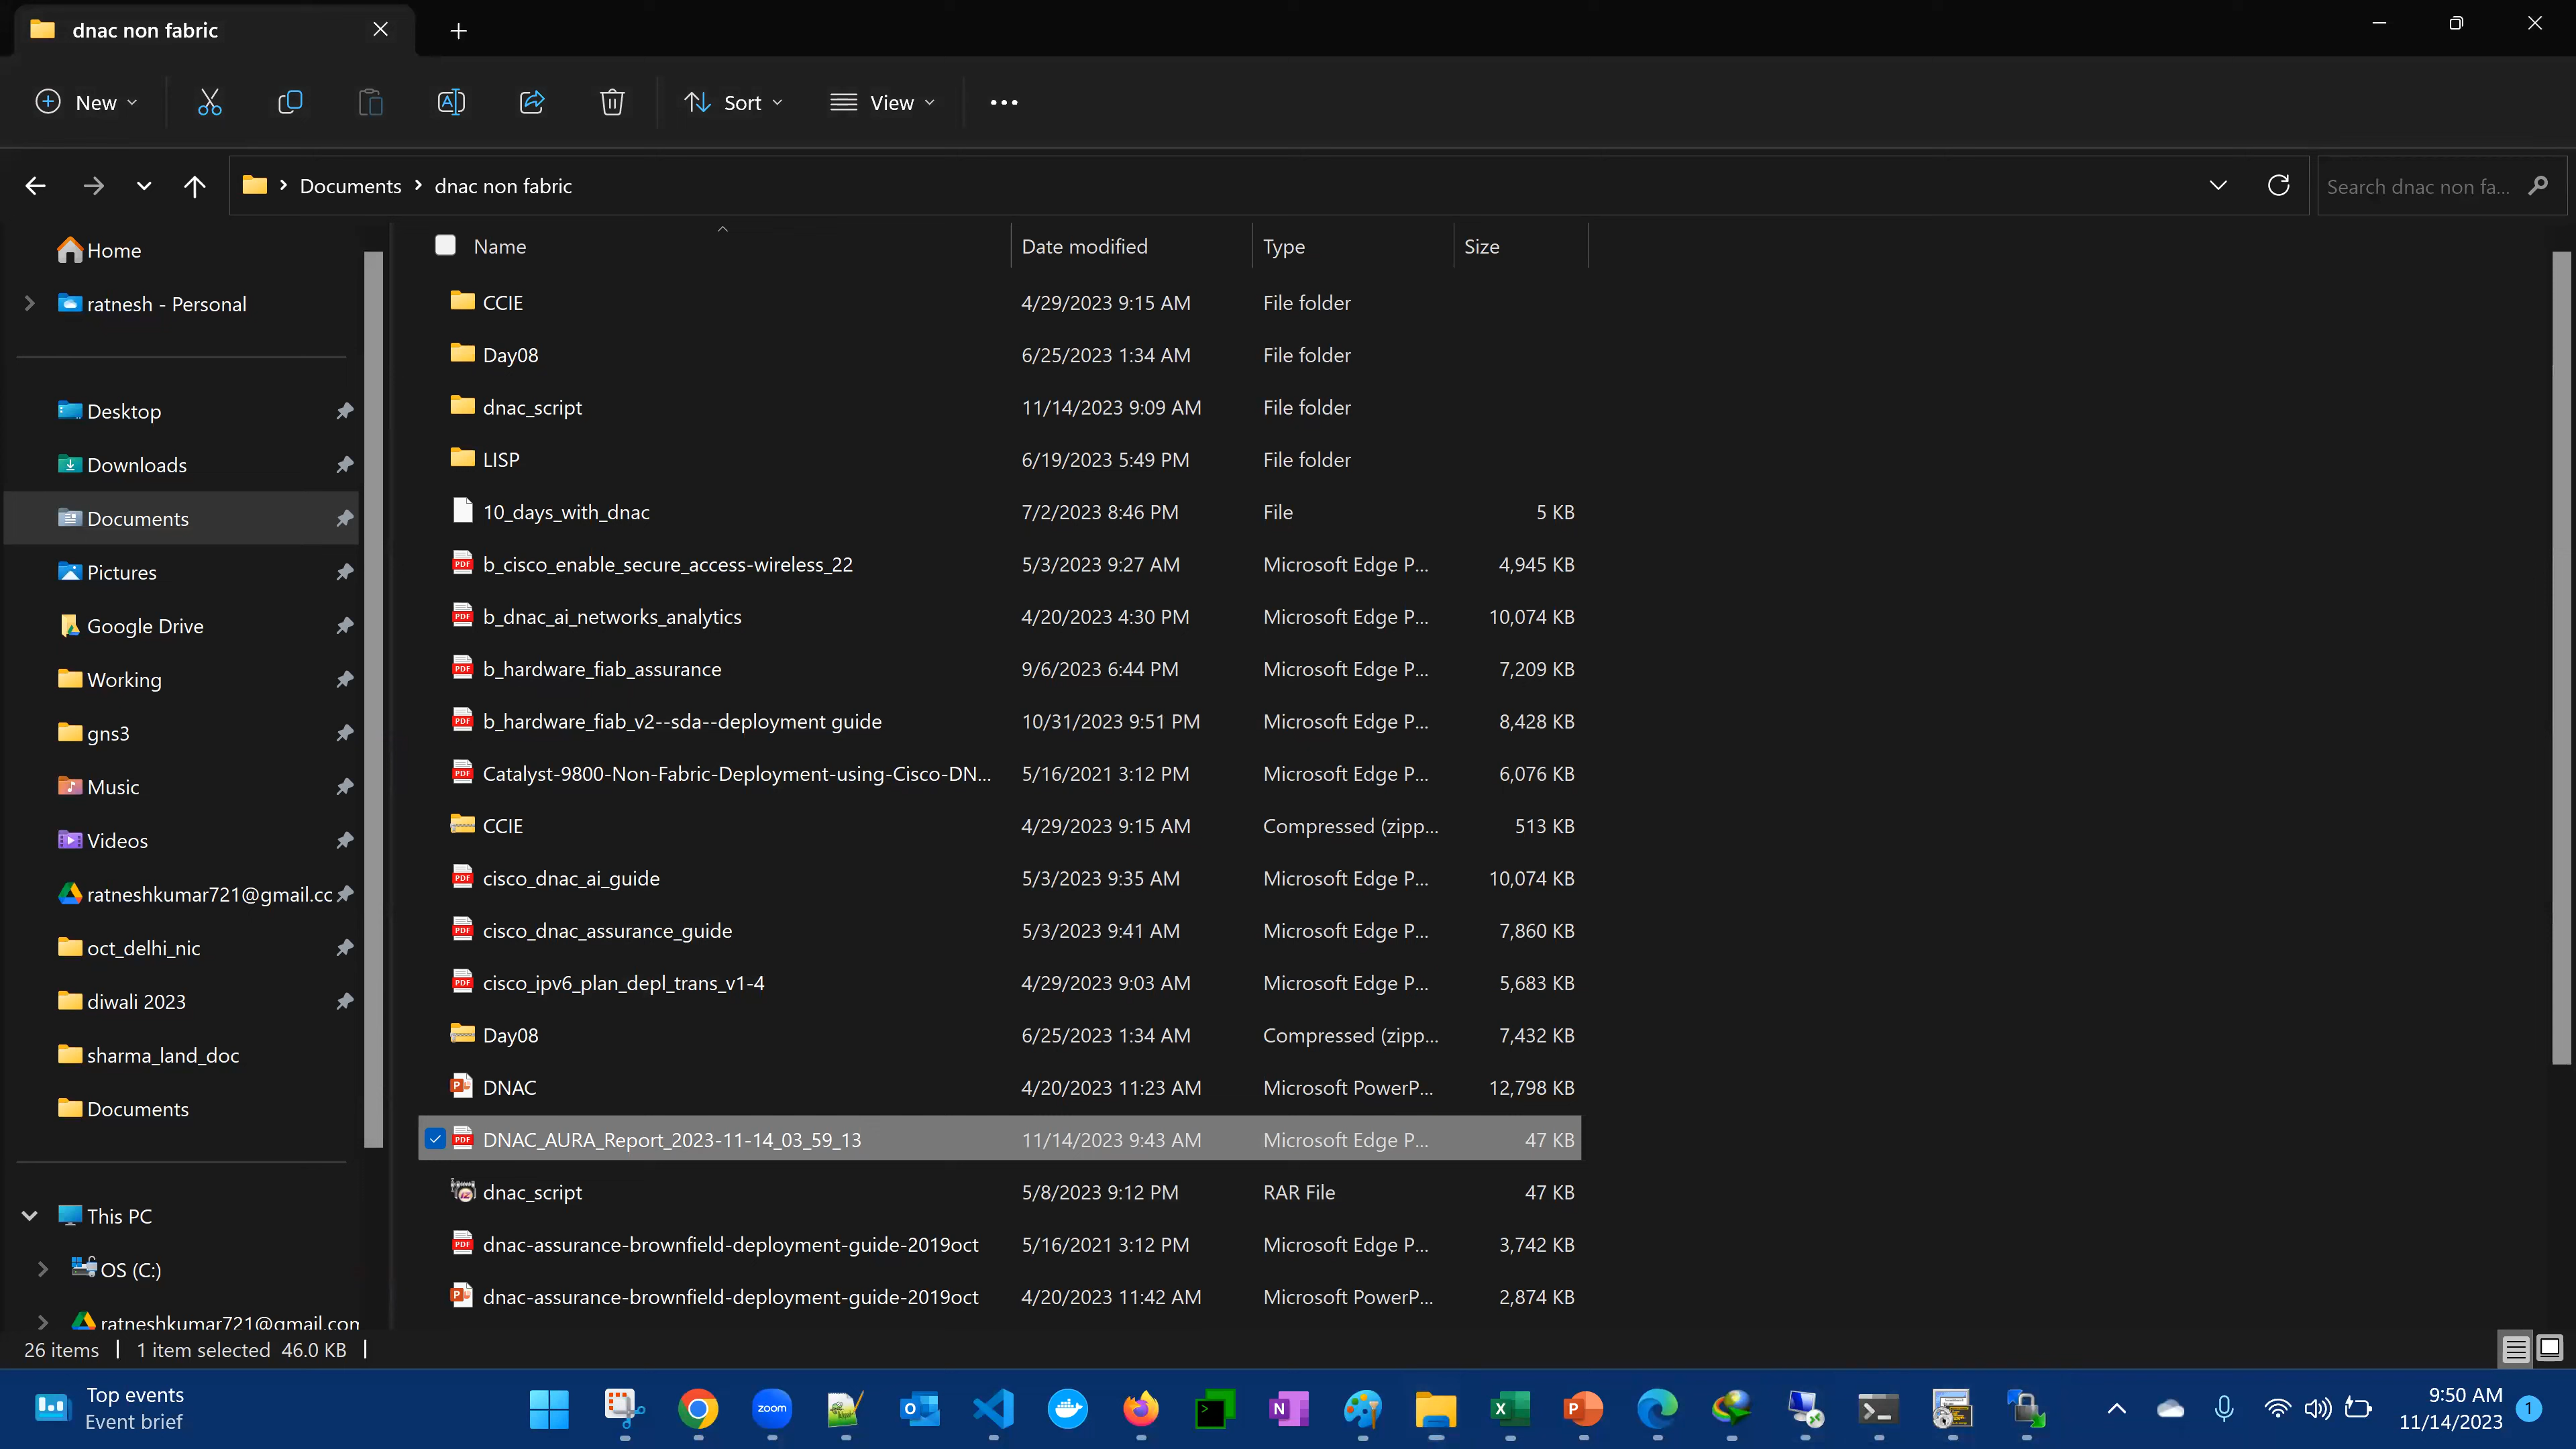 dnac non fabric
New
Sort
View
Documents
dnac non fabric
Search dnac non fa...
Home
ratnesh - Personal
Desktop
Downloads
Documents
Pictures
Google Drive
Working
gns3
Music
Videos
ratneshkumar721@gmail.cc
oct_delhi_nic
diwali 2023
sharma_land_doc
Documents
This PC
OS (C:)
ratneshkumar721@gmail.con
Name Date modified Type Size
CCIE 4/29/2023 9:15 AM File folder
Day08 6/25/2023 1:34 AM File folder
dnac_script 11/14/2023 9:09 AM File folder
LISP 6/19/2023 5:49 PM File folder
10_days_with_dnac 7/2/2023 8:46 PM File 5 KB
b_cisco_enable_secure_access-wireless_22 5/3/2023 9:27 AM Microsoft Edge P... 4,945 KB
b_dnac_ai_networks_analytics 4/20/2023 4:30 PM Microsoft Edge P... 10,074 KB
b_hardware_fiab_assurance 9/6/2023 6:44 PM Microsoft Edge P... 7,209 KB
b_hardware_fiab_v2--sda--deployment guide 10/31/2023 9:51 PM Microsoft Edge P... 8,428 KB
Catalyst-9800-Non-Fabric-Deployment-using-Cisco-DN... 5/16/2021 3:12 PM Microsoft Edge P... 6,076 KB
CCIE 4/29/2023 9:15 AM Compressed (zipp... 513 KB
cisco_dnac_ai_guide 5/3/2023 9:35 AM Microsoft Edge P... 10,074 KB
cisco_dnac_assurance_guide 5/3/2023 9:41 AM Microsoft Edge P... 7,860 KB
cisco_ipv6_plan_depl_trans_v1-4 4/29/2023 9:03 AM Microsoft Edge P... 5,683 KB
Day08 6/25/2023 1:34 AM Compressed (zipp... 7,432 KB
DNAC 4/20/2023 11:23 AM Microsoft PowerP... 12,798 KB
DNAC_AURA_Report_2023-11-14_03_59_13 11/14/2023 9:43 AM Microsoft Edge P... 47 KB
dnac_script 5/8/2023 9:12 PM RAR File 47 KB
dnac-assurance-brownfield-deployment-guide-2019oct 5/16/2021 3:12 PM Microsoft Edge P... 3,742 KB
dnac-assurance-brownfield-deployment-guide-2019oct 4/20/2023 11:42 AM Microsoft PowerP... 2,874 KB
26 items 1 item selected 46.0 KB
Top events
Event brief
zoom
9:50 AM
11/14/2023
1